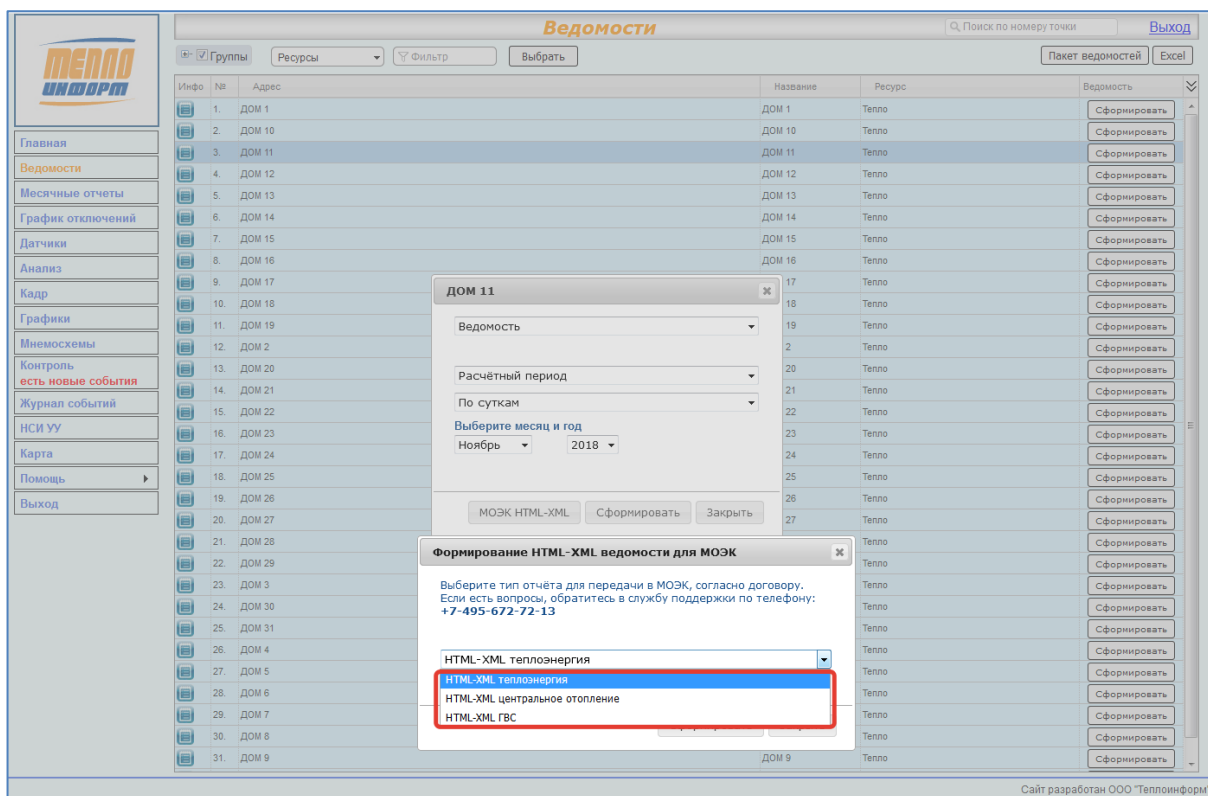 Ведомости
Поиск по номеру точки
Выход
ТЕПЛО
ИНФОРМ
Группы Ресурсы Фильтр Выбрать Пакет ведомостей Excel
Главная
Ведомости
Месячные отчеты
График отключений
Датчики
Анализ
Кадр
Графики
Мнемосхемы
Контроль
есть новые события
Журнал событий
НСИ УУ
Карта
Помощь
Выход
Инфо № Адрес Название Ресурс Ведомость
1. ДОМ 1 ДОМ 1 Тепло Сформировать
2. ДОМ 10 ДОМ 10 Тепло Сформировать
3. ДОМ 11 ДОМ 11 Тепло Сформировать
4. ДОМ 12 ДОМ 12 Тепло Сформировать
5. ДОМ 13 ДОМ 13 Тепло Сформировать
6. ДОМ 14 ДОМ 14 Тепло Сформировать
7. ДОМ 15 ДОМ 15 Тепло Сформировать
8. ДОМ 16 ДОМ 16 Тепло Сформировать
9. ДОМ 17 17 Тепло Сформировать
10. ДОМ 18 18 Тепло Сформировать
11. ДОМ 19 19 Тепло Сформировать
12. ДОМ 2 2 Тепло Сформировать
13. ДОМ 20 20 Тепло Сформировать
14. ДОМ 21 21 Тепло Сформировать
15. ДОМ 22 22 Тепло Сформировать
16. ДОМ 23 23 Тепло Сформировать
17. ДОМ 24 24 Тепло Сформировать
18. ДОМ 25 25 Тепло Сформировать
19. ДОМ 26 26 Тепло Сформировать
20. ДОМ 27 27 Тепло Сформировать
21. ДОМ 28 Тепло Сформировать
22. ДОМ 29 Тепло Сформировать
23. ДОМ 3 Тепло Сформировать
24. ДОМ 30 Тепло Сформировать
25. ДОМ 31 Тепло Сформировать
26. ДОМ 4 Тепло Сформировать
27. ДОМ 5 Тепло Сформировать
28. ДОМ 6 Тепло Сформировать
29. ДОМ 7 Тепло Сформировать
30. ДОМ 8 Тепло Сформировать
31. ДОМ 9 ДОМ 9 Тепло Сформировать
ДОМ 11
Ведомость
Расчётный период
По суткам
Выберите месяц и год
Ноябрь 2018
МОЭК HTML-XML Сформировать Закрыть
Формирование HTML-XML ведомости для МОЭК
Выберите тип отчёта для передачи в МОЭК, согласно договору.
Если есть вопросы, обратитесь в службу поддержки по телефону:
+7-495-672-72-13
HTML-XML теплоэнергия
HTML-XML теплоэнергия
HTML-XML центральное отопление
HTML-XML ГВС
Сайт разработан ООО "Теплоинформ"